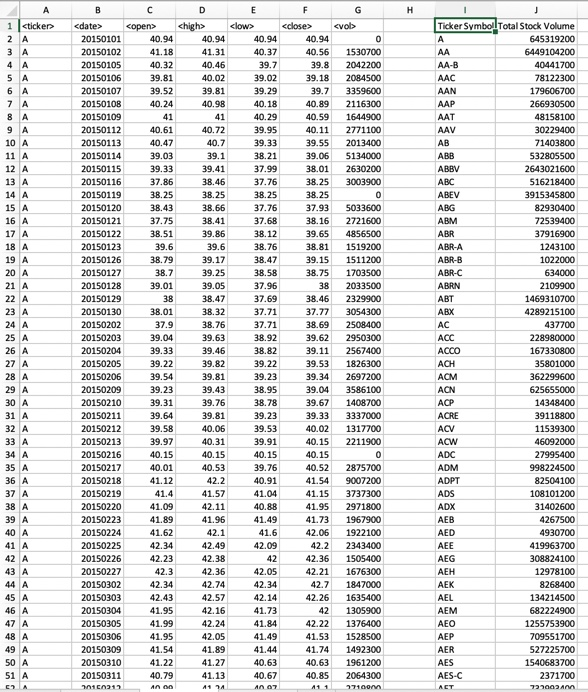 A B C D E F G H I J
1 <ticker> <date> <open> <high> <low> <close> <vol> Ticker Symbol Total Stock Volume
2 A 20150101 40.94 40.94 40.94 40.94 0 A 645319200
3 A 20150102 41.18 41.31 40.37 40.56 1530700 AA 6449104200
4 A 20150105 40.32 40.46 39.7 39.8 2042200 AA-B 40441700
5 A 20150106 39.81 40.02 39.02 39.18 2084500 AAC 78122300
6 A 20150107 39.52 39.81 39.29 39.7 3359600 AAN 179606700
7 A 20150108 40.24 40.98 40.18 40.89 2116300 AAP 266930500
8 A 20150109 41 41 40.29 40.59 1644900 AAT 48158100
9 A 20150112 40.61 40.72 39.95 40.11 2771100 AAV 30229400
10 A 20150113 40.47 40.7 39.33 39.55 2013400 AB 71403800
11 A 20150114 39.03 39.1 38.21 39.06 5134000 ABB 532805500
12 A 20150115 39.33 39.41 37.99 38.01 2630200 ABBV 2643021600
13 A 20150116 37.86 38.46 37.76 38.25 3003900 ABC 516218400
14 A 20150119 38.25 38.25 38.25 38.25 0 ABEV 3915345800
15 A 20150120 38.43 38.66 37.76 37.93 5033600 ABG 82930400
16 A 20150121 37.75 38.41 37.68 38.16 2721600 ABM 72539400
17 A 20150122 38.51 39.86 38.12 39.65 4856500 ABR 37916900
18 A 20150123 39.6 39.6 38.76 38.81 1519200 ABR-A 1243100
19 A 20150126 38.79 39.17 38.47 39.15 1511200 ABR-B 1022000
20 A 20150127 38.7 39.25 38.58 38.75 1703500 ABR-C 634000
21 A 20150128 39.01 39.05 37.96 38 2033500 ABRN 2109900
22 A 20150129 38 38.47 37.69 38.46 2329900 ABT 1469310700
23 A 20150130 38.01 38.32 37.71 37.77 3054300 ABX 4289215100
24 A 20150202 37.9 38.76 37.71 38.69 2508400 AC 437700
25 A 20150203 39.04 39.63 38.92 39.62 2950300 ACC 228980000
26 A 20150204 39.33 39.46 38.82 39.11 2567400 ACCO 167330800
27 A 20150205 39.22 39.82 39.22 39.53 1826300 ACH 35801000
28 A 20150206 39.54 39.81 39.23 39.34 2697200 ACM 362299600
29 A 20150209 39.23 39.43 38.95 39.04 3586100 ACN 625655000
30 A 20150210 39.31 39.76 38.78 39.67 1408700 ACP 14348400
31 A 20150211 39.64 39.81 39.23 39.33 3337000 ACRE 39118800
32 A 20150212 39.58 40.06 39.53 40.02 1317700 ACV 11539300
33 A 20150213 39.97 40.31 39.91 40.15 2211900 ACW 46092000
34 A 20150216 40.15 40.15 40.15 40.15 0 ADC 27995400
35 A 20150217 40.01 40.53 39.76 40.52 2875700 ADM 998224500
36 A 20150218 41.12 42.2 40.91 41.54 9007200 ADPT 82504100
37 A 20150219 41.4 41.57 41.04 41.15 3737300 ADS 108101200
38 A 20150220 41.09 42.11 40.88 41.95 2971800 ADX 31402600
39 A 20150223 41.89 41.96 41.49 41.73 1967900 AEB 4267500
40 A 20150224 41.62 42.1 41.6 42.06 1922100 AED 4930700
41 A 20150225 42.34 42.49 42.09 42.2 2343400 AEE 419963700
42 A 20150226 42.23 42.38 42 42.36 1505400 AEG 308824100
43 A 20150227 42.3 42.36 42.05 42.21 1676300 AEH 12978100
44 A 20150302 42.34 42.74 42.34 42.7 1847000 AEK 8268400
45 A 20150303 42.43 42.57 42.14 42.26 1635400 AEL 134214500
46 A 20150304 41.95 42.16 41.73 42 1305900 AEM 682224900
47 A 20150305 41.99 42.24 41.84 42.22 1376400 AEO 1255753900
48 A 20150306 41.95 42.05 41.49 41.53 1528500 AEP 709551700
49 A 20150309 41.54 41.89 41.44 41.74 1492300 AER 527225700
50 A 20150310 41.22 41.27 40.63 40.63 1961200 AES 1540683700
51 A 20150311 40.79 41.13 40.67 40.85 2064300 AES-C 2371700